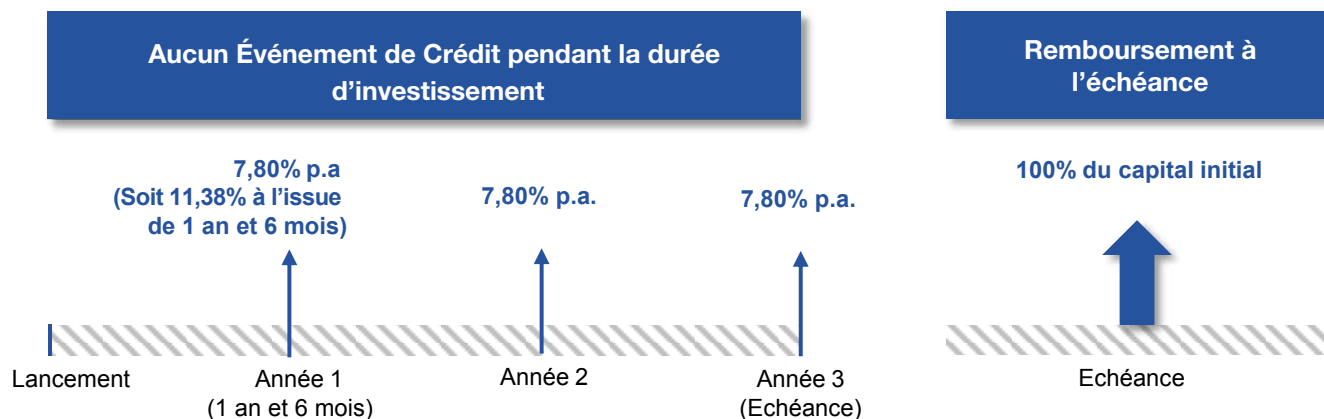 Aucun Événement de Crédit pendant la durée
d’investissement
Remboursement à
l’échéance
7,80% p.a
(Soit 11,38% à l’issue
de 1 an et 6 mois)
7,80% p.a.
7,80% p.a.
100% du capital initial
Lancement
Année 1
(1 an et 6 mois)
Année 2
Année 3
(Echéance)
Echéance